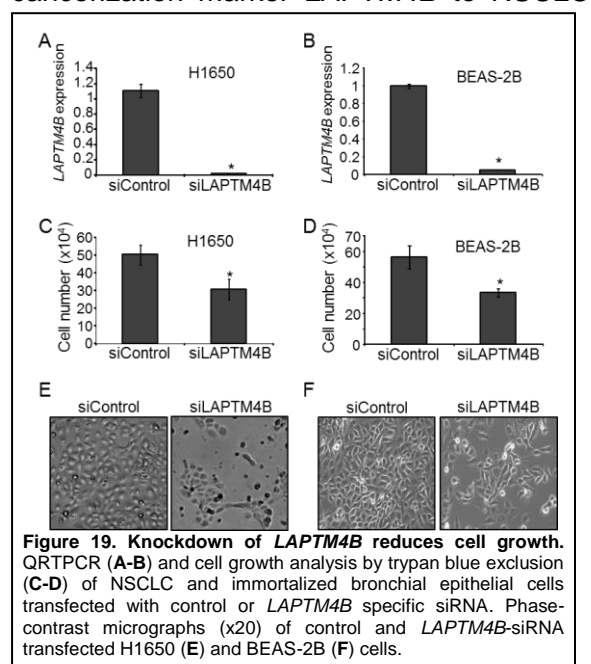 cancerization marker LAPTM4B to NSCLC
A
B
H1650
BEAS-2B
LAPTM4B expression
1.4
1.2
1
0.8
0.6
0.4
0.2
0
*
siControl siLAPTM4B
LAPTM4B expression
1.2
1
0.8
0.6
0.4
0.2
0
*
siControl siLAPTM4B
C
D
H1650
BEAS-2B
Cell number (x10⁴)
60
50
40
30
20
10
0
*
siControl siLAPTM4B
Cell number (x10⁴)
70
60
40
20
0
*
siControl siLAPTM4B
E
F
siControl siLAPTM4B
siControl siLAPTM4B
Figure 19. Knockdown of LAPTM4B reduces cell growth.
QRTPCR (A-B) and cell growth analysis by trypan blue exclusion
(C-D) of NSCLC and immortalized bronchial epithelial cells
transfected with control or LAPTM4B specific siRNA. Phase-
contrast micrographs (x20) of control and LAPTM4B-siRNA
transfected H1650 (E) and BEAS-2B (F) cells.